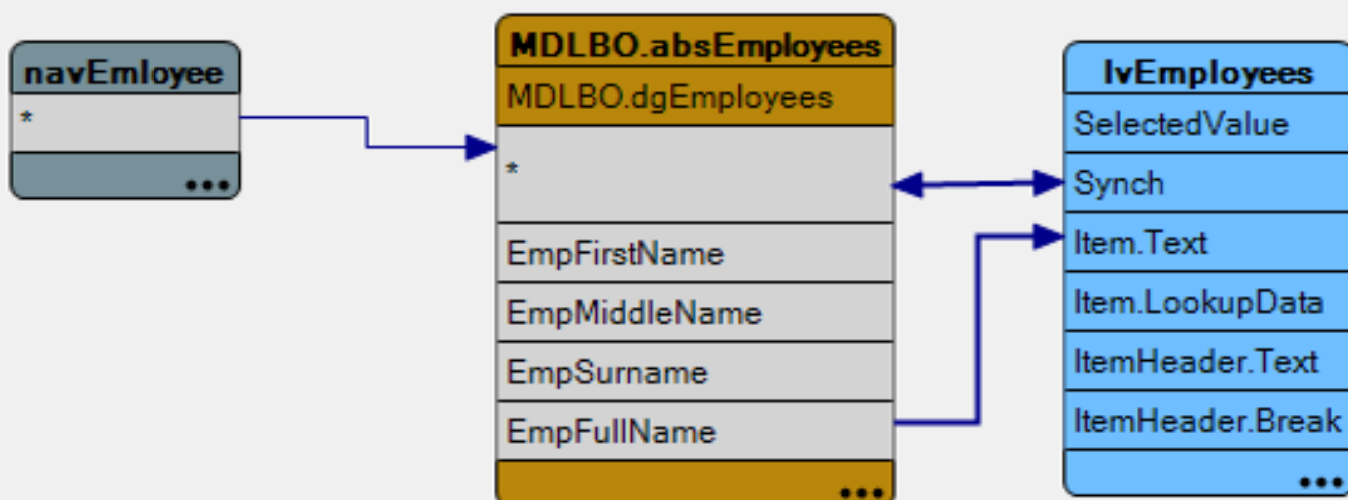 navEmloyee
*
MDLBO.absEmployees
MDLBO.dgEmployees
*
EmpFirstName
EmpMiddleName
EmpSurname
EmpFullName
lvEmployees
SelectedValue
Synch
Item.Text
Item.LookupData
ItemHeader.Text
ItemHeader.Break